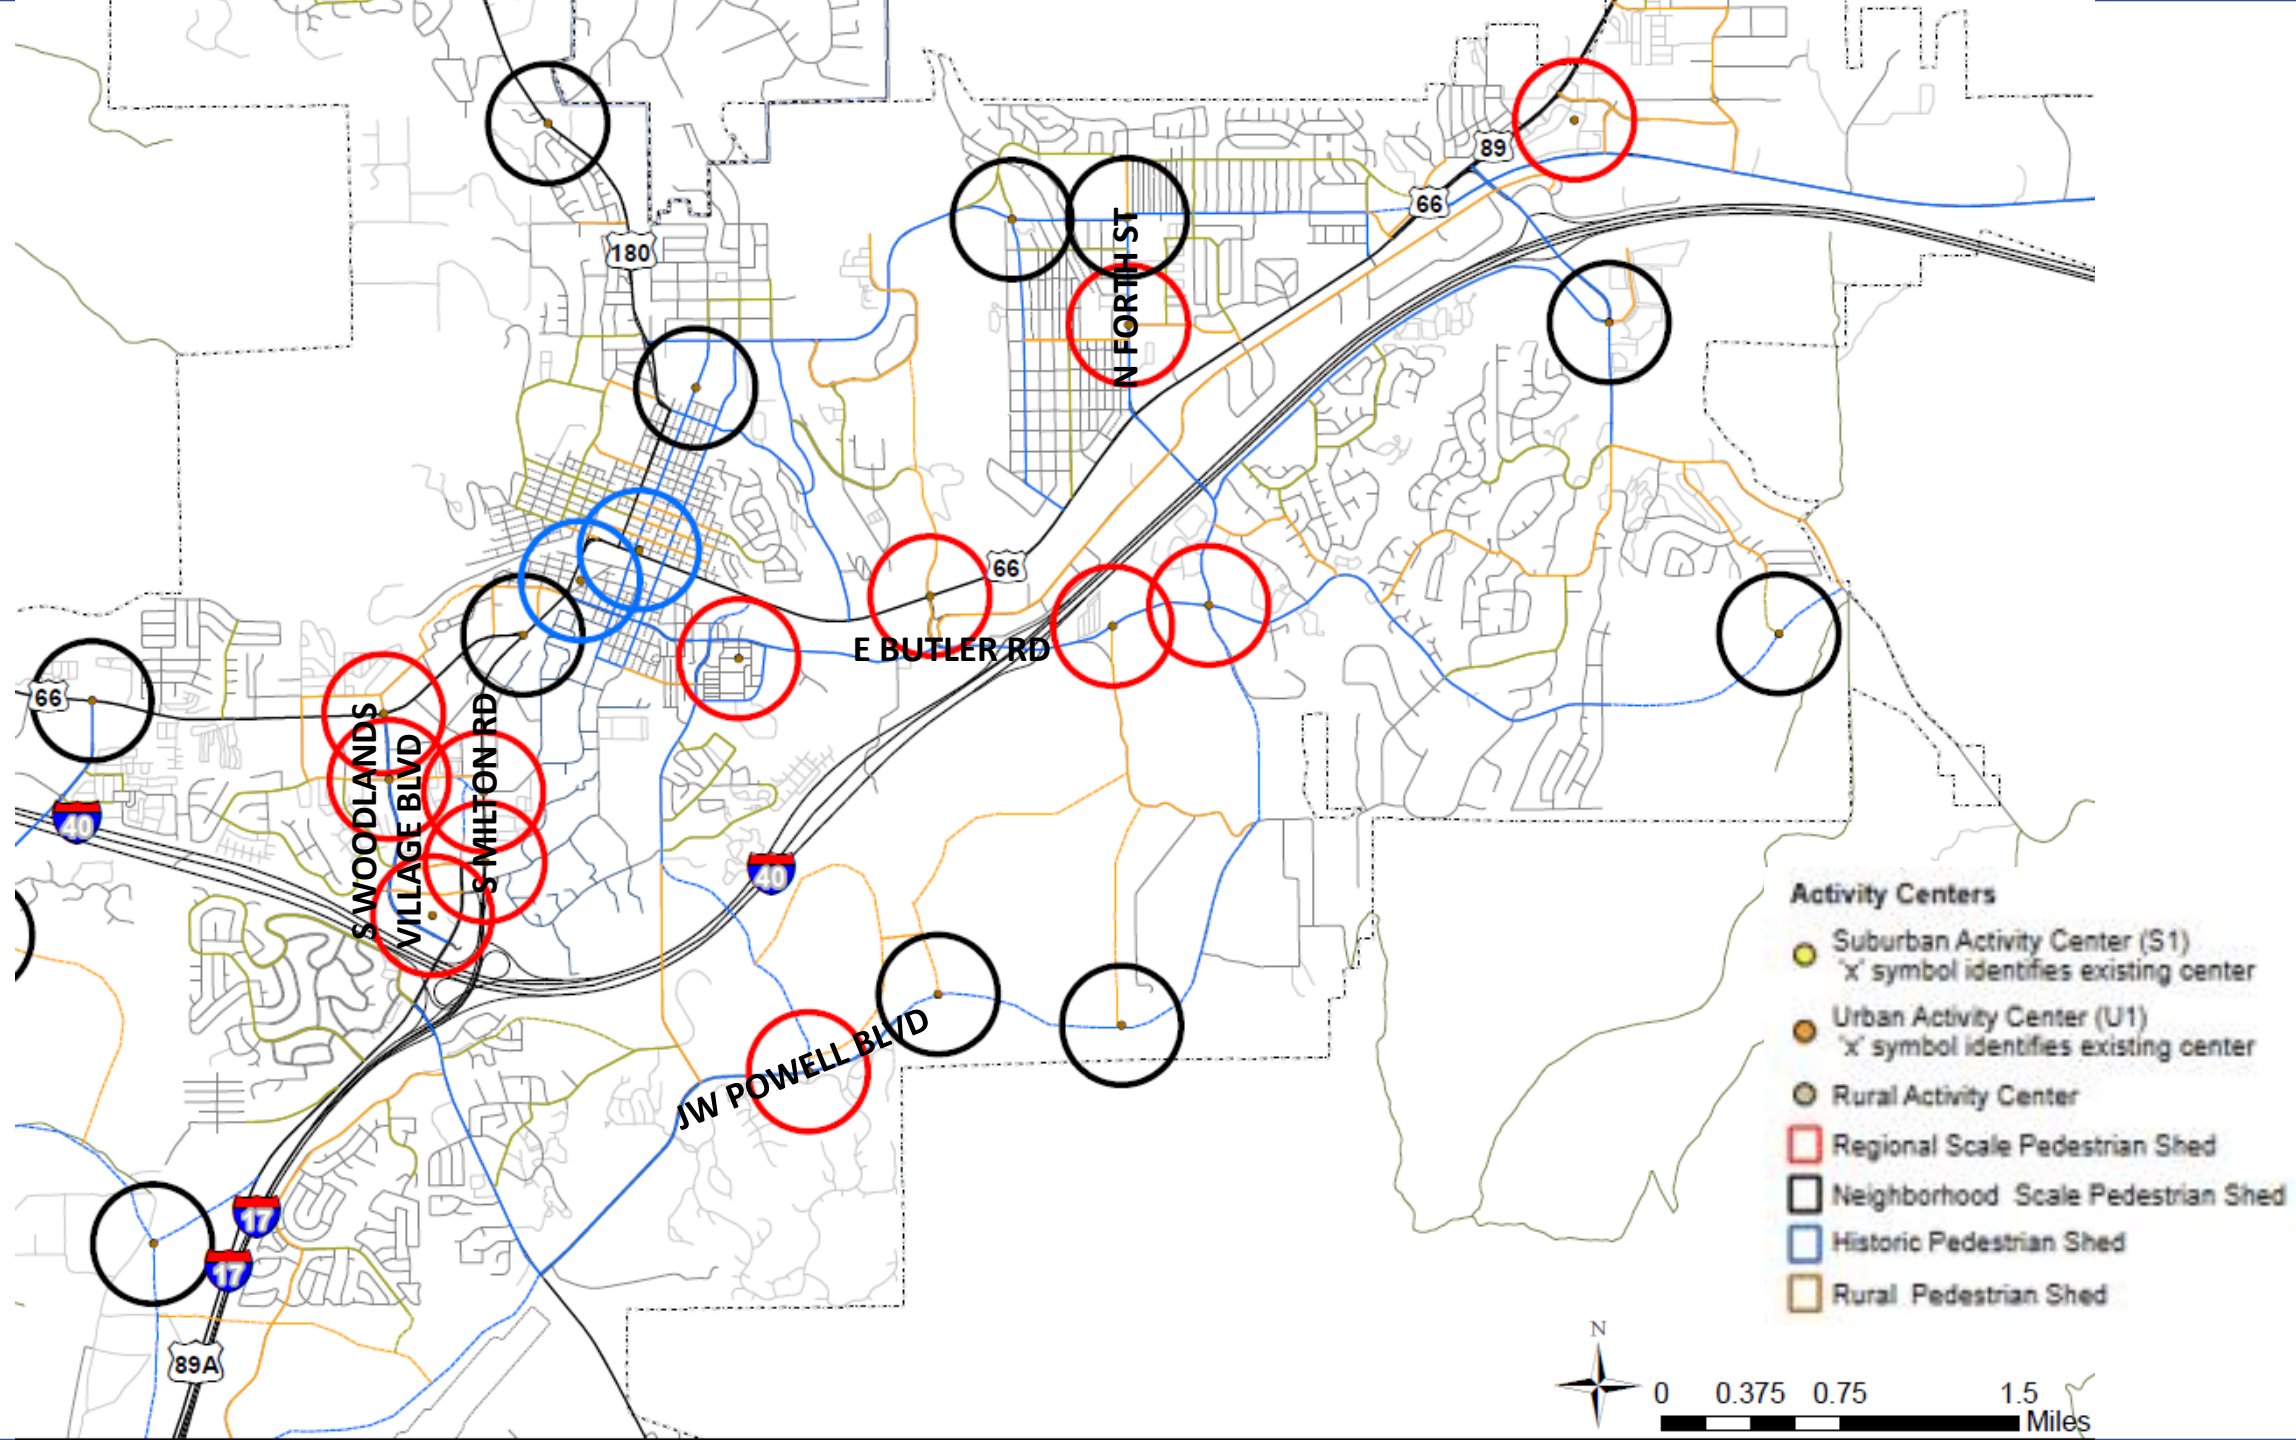 89
66
180
N FORTH ST
66
E BUTLER RD
66
S WOODLANDS
VILLAGE BLVD
S MILTON RD
40
40
JW POWELL BLVD
17
17
89A
Activity Centers
Suburban Activity Center (S1)
'x' symbol identifies existing center
Urban Activity Center (U1)
'x' symbol identifies existing center
Rural Activity Center
Regional Scale Pedestrian Shed
Neighborhood Scale Pedestrian Shed
Historic Pedestrian Shed
Rural Pedestrian Shed
N
0 0.375 0.75 1.5
Miles